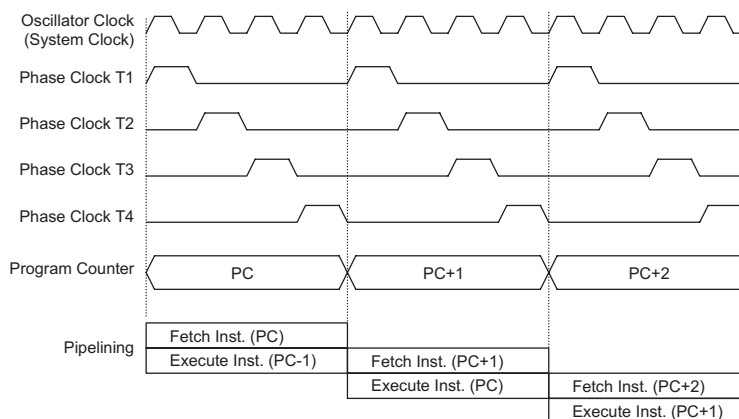 Oscillator Clock
(System Clock)
Phase Clock T1
Phase Clock T2
Phase Clock T3
Phase Clock T4
Program Counter
PC
PC+1
PC+2
Pipelining
Fetch Inst. (PC)
Execute Inst. (PC-1)
Fetch Inst. (PC+1)
Execute Inst. (PC)
Fetch Inst. (PC+2)
Execute Inst. (PC+1)